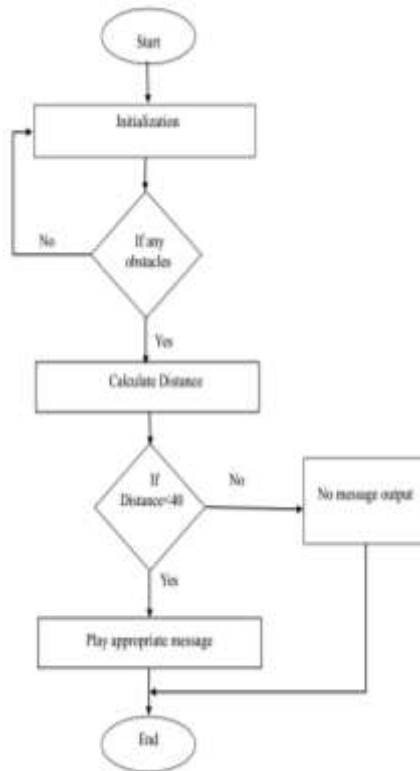 Start
Initialization
No
If any
obstacles
Yes
Calculate Distance
If
Distance<40
No
No message output
Yes
Play appropriate message
End